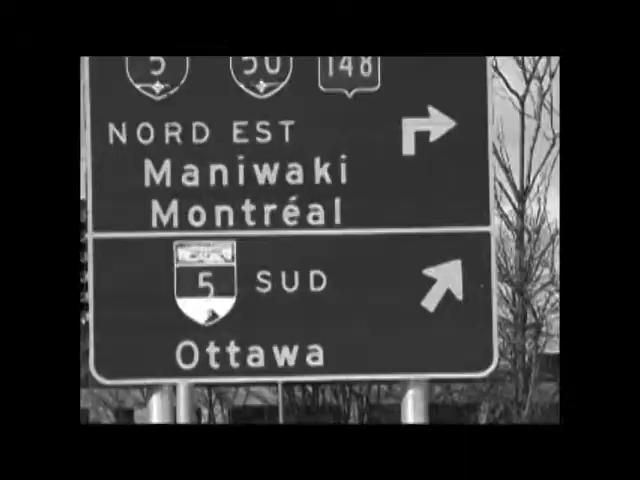 5 50 148
NORD EST
Maniwaki
Montréal
5 SUD
Ottawa